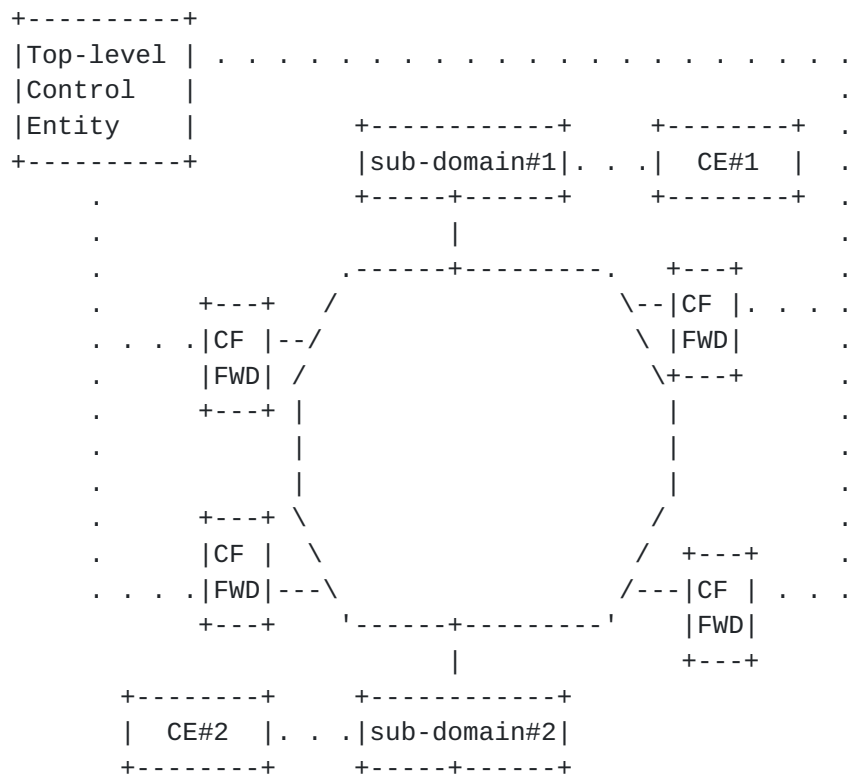 Top-level
Control
Entity
sub-domain#1
CE#1
CF
FWD
CF
FWD
CF
FWD
CF
FWD
CE#2
sub-domain#2